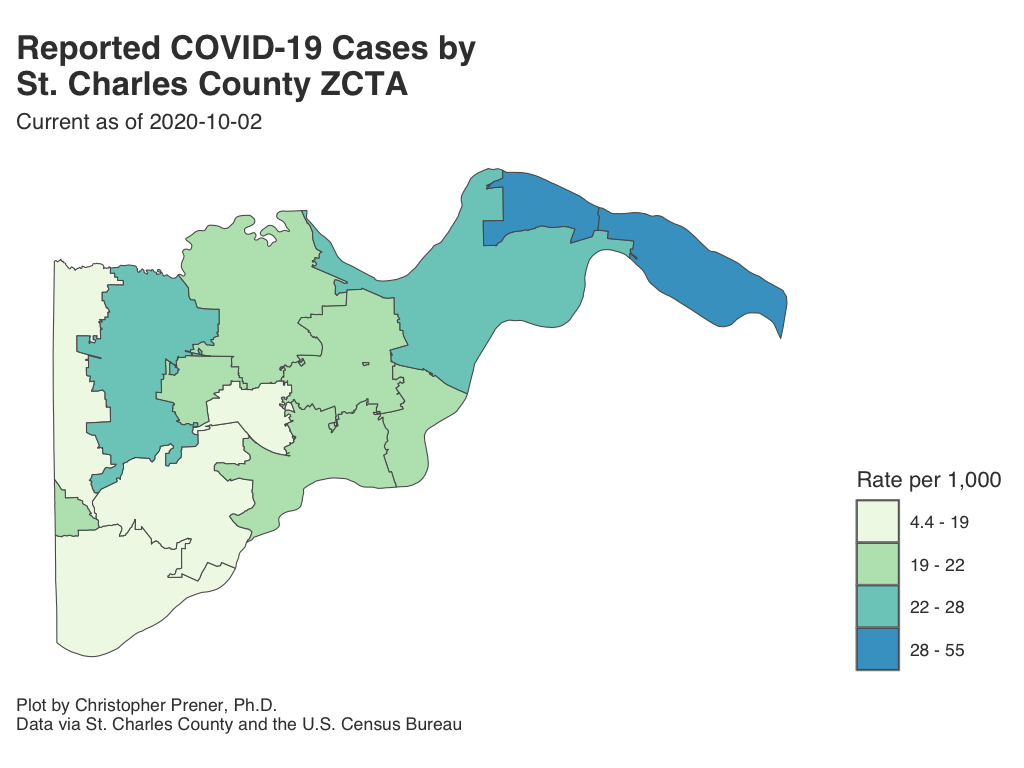 Reported COVID-19 Cases by
St. Charles County ZCTA
Current as of 2020-10-02
Rate per 1,000
4.4 - 19
19 - 22
22 - 28
28 - 55
Plot by Christopher Prener, Ph.D.
Data via St. Charles County and the U.S. Census Bureau